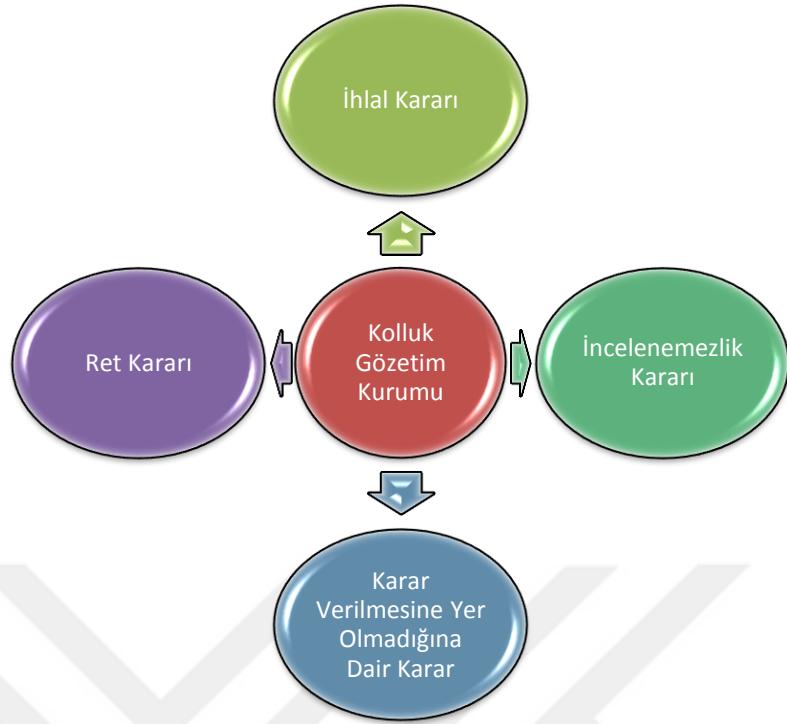 İhlal Kararı
Ret Kararı
Kolluk
Gözetim
Kurumu
İncelenemezlik
Kararı
Karar
Verilmesine Yer
Olmadığına
Dair Karar